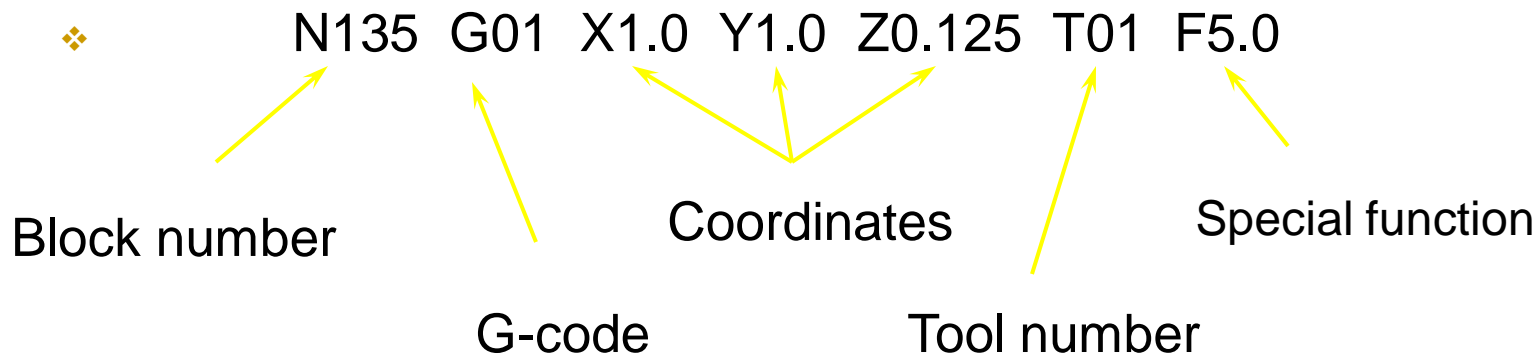 N135 G01 X1.0 Y1.0 Z0.125 T01 F5.0
Block number
Coordinates
Special function
G-code
Tool number